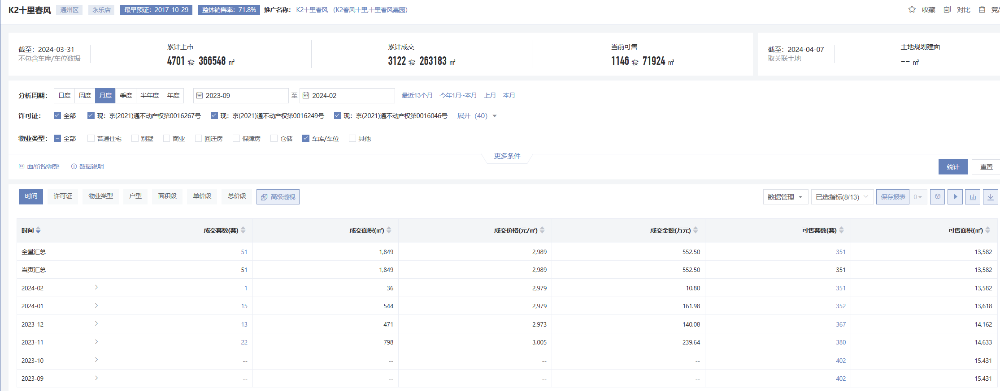 K2十里春风 通州区 永乐店 最早预证：2017-10-29 整体销售率：71.8% 推广名称： K2十里春风 （K2春风十里,十里春风嘉园） 收藏 对比
截至：2024-03-31
不包含车库/车位数据
累计上市
4701 套 366548 ㎡
累计成交
3122 套 263183 ㎡
当前可售
1146 套 71924 ㎡
截至：2024-04-07
取关联土地
土地规划建面
-- ㎡
分析周期： 日度 周度 月度 季度 半年度 年度 2023-09 至 2024-02 最近13个月 今年1月~本月 上月 本月
许可证： 全部 现：京(2021)通不动产权第0016267号 现：京(2021)通不动产权第0016249号 现：京(2021)通不动产权第0016046号 展开（40）
物业类型： 全部 普通住宅 别墅 商业 回迁房 保障房 仓储 车库/车位 其他
更多条件
面/价段调整 数据说明 统计 重置
时间 许可证 物业类型 户型 面积段 单价段 总价段 高级透视 数据管理 已选指标(8/13) 保存报表 0
时间 成交套数(套) 成交面积(㎡) 成交价格(元/㎡) 成交金额(万元) 可售套数(套) 可售面积(㎡)
全量汇总 51 1,849 2,989 552.50 351 13,582
当页汇总 51 1,849 2,989 552.50 351 13,582
2024-02 1 36 2,979 10.80 351 13,582
2024-01 15 544 2,979 161.98 352 13,618
2023-12 13 471 2,973 140.08 367 14,162
2023-11 22 798 3,005 239.64 380 14,633
2023-10 -- -- -- -- 402 15,431
2023-09 -- -- -- -- 402 15,431